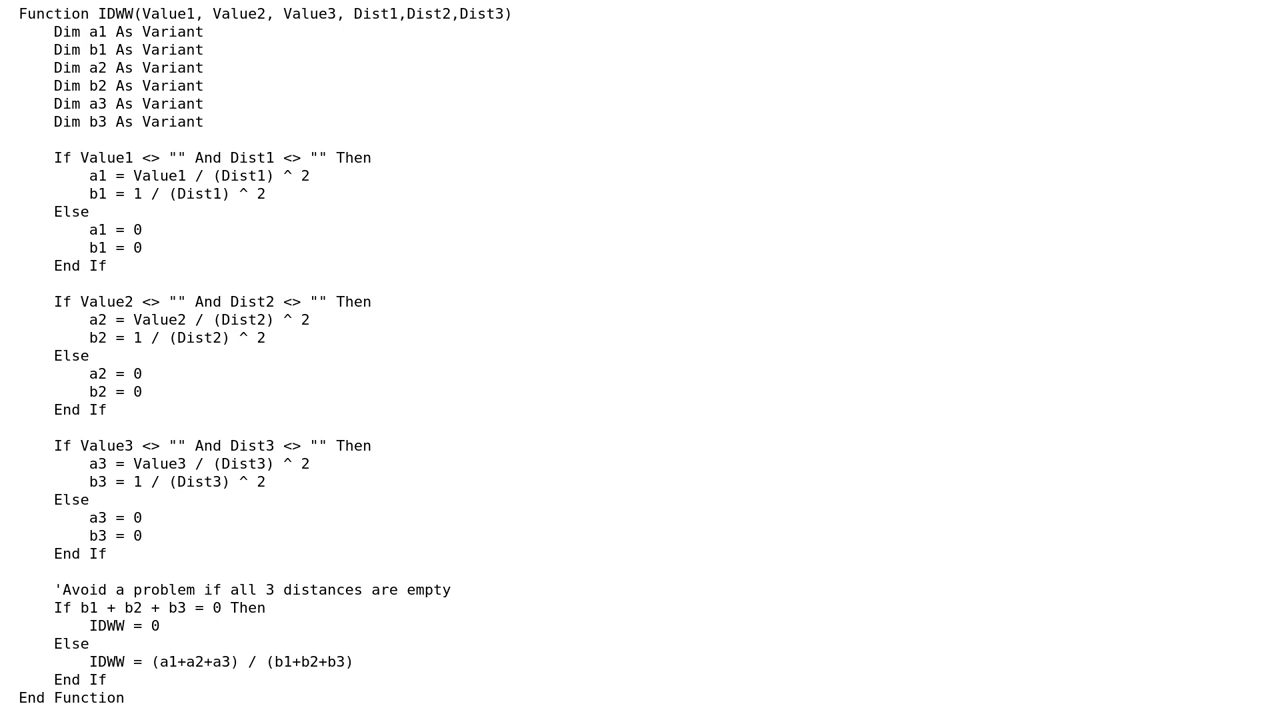 Function IDWW(Value1, Value2, Value3, Dist1,Dist2,Dist3)
    Dim a1 As Variant
    Dim b1 As Variant
    Dim a2 As Variant
    Dim b2 As Variant
    Dim a3 As Variant
    Dim b3 As Variant

    If Value1 <> "" And Dist1 <> "" Then
        a1 = Value1 / (Dist1) ^ 2
        b1 = 1 / (Dist1) ^ 2
    Else
        a1 = 0
        b1 = 0
    End If

    If Value2 <> "" And Dist2 <> "" Then
        a2 = Value2 / (Dist2) ^ 2
        b2 = 1 / (Dist2) ^ 2
    Else
        a2 = 0
        b2 = 0
    End If

    If Value3 <> "" And Dist3 <> "" Then
        a3 = Value3 / (Dist3) ^ 2
        b3 = 1 / (Dist3) ^ 2
    Else
        a3 = 0
        b3 = 0
    End If

    'Avoid a problem if all 3 distances are empty
    If b1 + b2 + b3 = 0 Then
        IDWW = 0
    Else
        IDWW = (a1+a2+a3) / (b1+b2+b3)
    End If
End Function